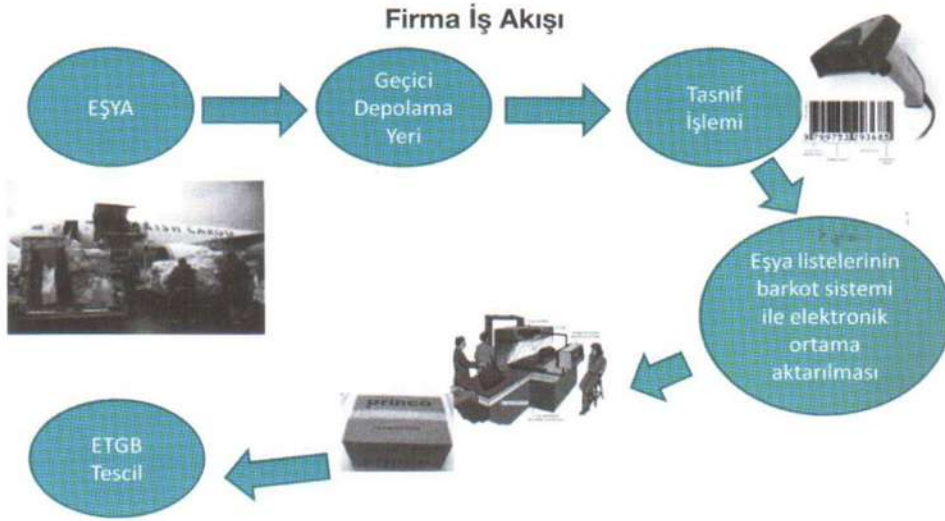 Firma İş Akışı
EŞYA
Geçici
Depolama
Yeri
Tasnif
İşlemi
Eşya listelerinin
barkot sistemi
ile elektronik
ortama
aktarılması
princo
ETGB
Tescil